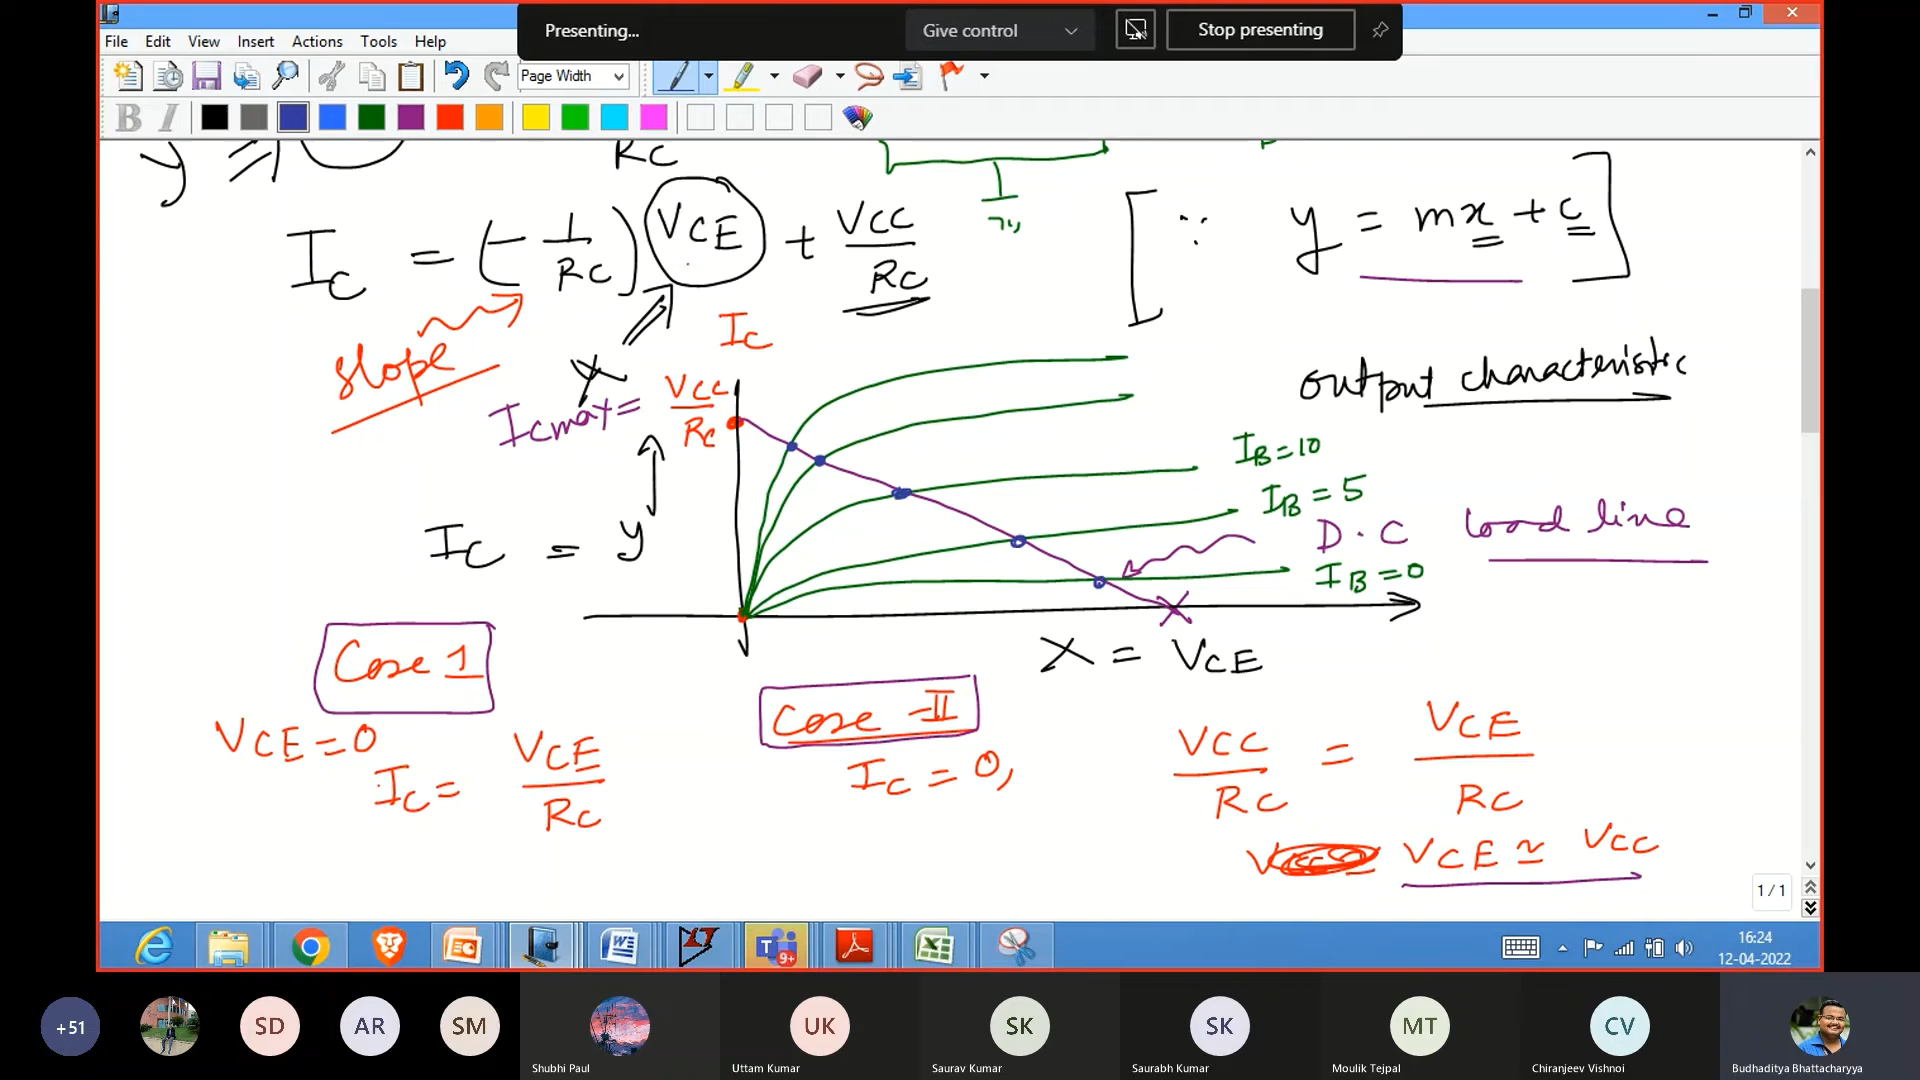 Presenting...
Give control
Stop presenting
File Edit View Insert Actions Tools Help
Page Width
B I
y
RC
IC = (- 1/RC) VCE + VCC/RC
[∵ y = mx + c]
slope
x
IC
ICmax = VCC/RC
output characteristic
IB = 10
IB = 5
D.C load line
IB = 0
IC = y
X = VCE
Case 1
VCE = 0
IC = VCE/RC
Case -II
IC = 0,
VCC/RC = VCE/RC
VCE ≃ VCC
1 / 1
9+
16:24
12-04-2022
+51
SD
AR
SM
UK
SK
SK
MT
CV
Shubhi Paul
Uttam Kumar
Saurav Kumar
Saurabh Kumar
Moulik Tejpal
Chiranjeev Vishnoi
Budhaditya Bhattacharyya